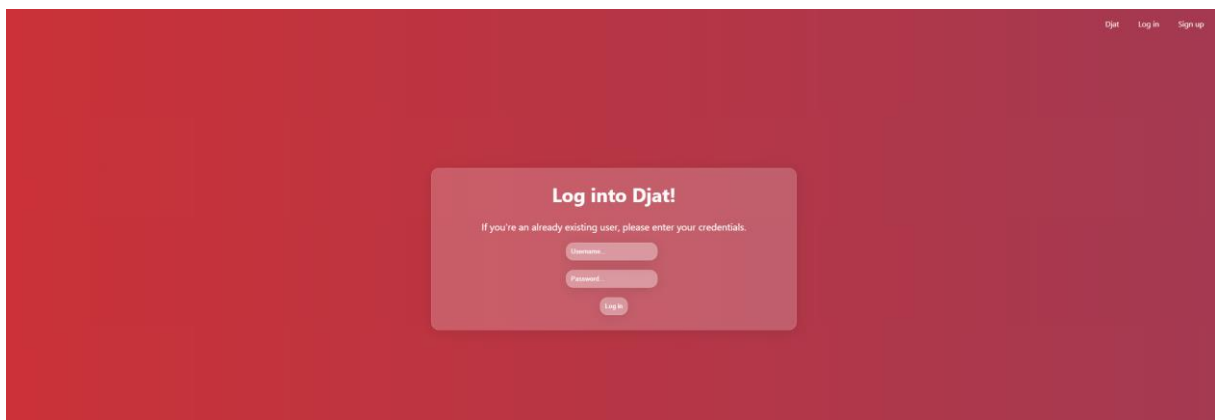 Djat Log in Sign up
Log into Djat!
If you're an already existing user, please enter your credentials.
Username...
Password...
Log in